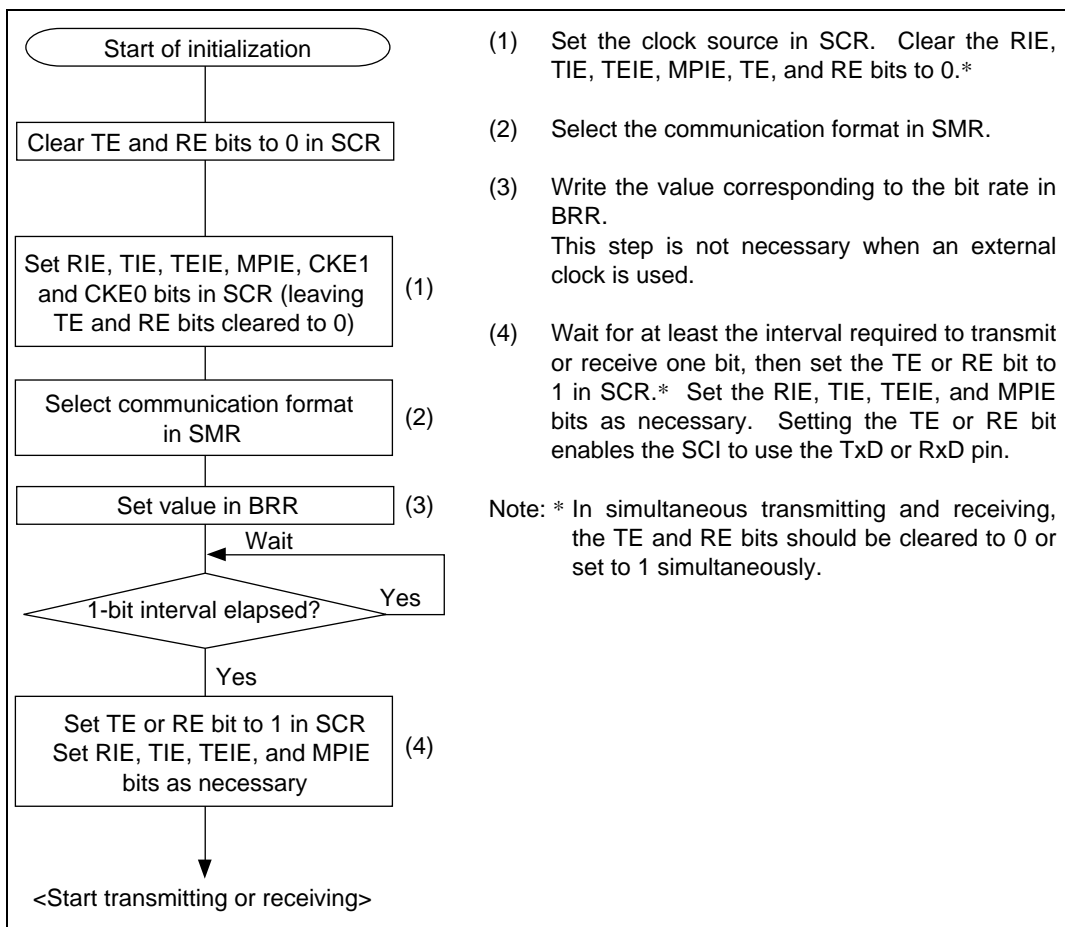 Start of initialization
Clear TE and RE bits to 0 in SCR
Set RIE, TIE, TEIE, MPIE, CKE1
and CKE0 bits in SCR (leaving
TE and RE bits cleared to 0)
(1)
Select communication format
in SMR
(2)
Set value in BRR
(3)
Wait
1-bit interval elapsed?
Yes
Yes
Set TE or RE bit to 1 in SCR
Set RIE, TIE, TEIE, and MPIE
bits as necessary
(4)
<Start transmitting or receiving>
(1) Set the clock source in SCR. Clear the RIE,
TIE, TEIE, MPIE, TE, and RE bits to 0.*
(2) Select the communication format in SMR.
(3) Write the value corresponding to the bit rate in
BRR.
This step is not necessary when an external
clock is used.
(4) Wait for at least the interval required to transmit
or receive one bit, then set the TE or RE bit to
1 in SCR.* Set the RIE, TIE, TEIE, and MPIE
bits as necessary. Setting the TE or RE bit
enables the SCI to use the TxD or RxD pin.
Note: * In simultaneous transmitting and receiving,
the TE and RE bits should be cleared to 0 or
set to 1 simultaneously.